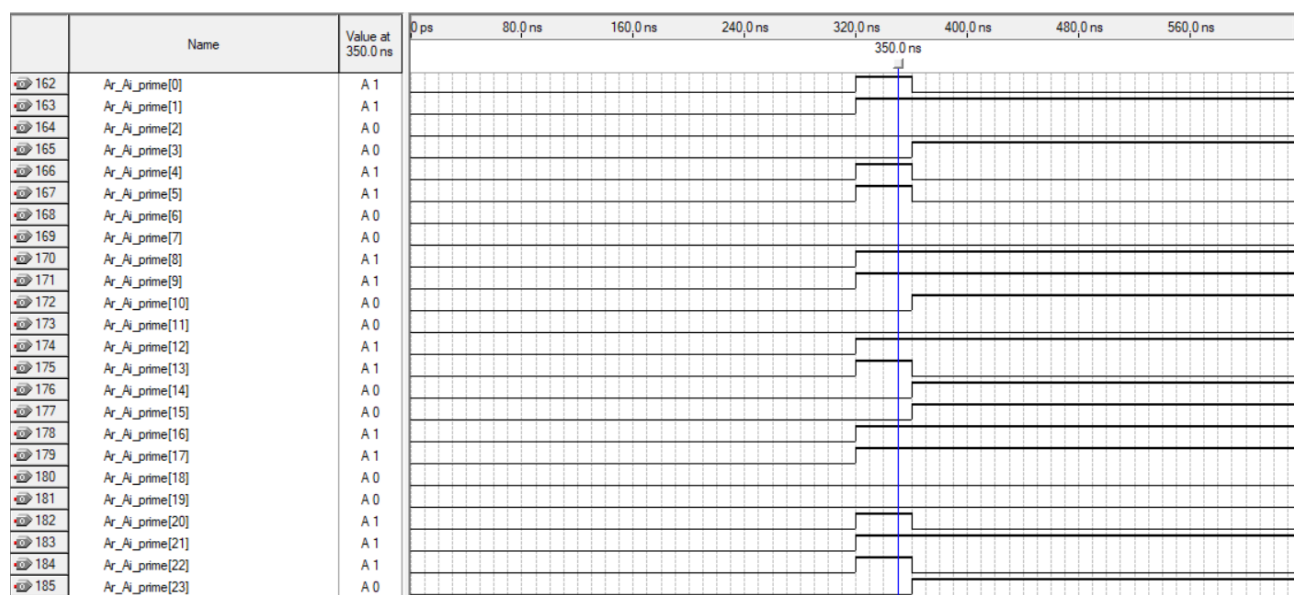 Name Value at 350.0 ns 0 ps 80.0 ns 160.0 ns 240.0 ns 320.0 ns 400.0 ns 480.0 ns 560.0 ns
350.0 ns
162 Ar_Ai_prime[0] A 1
163 Ar_Ai_prime[1] A 1
164 Ar_Ai_prime[2] A 0
165 Ar_Ai_prime[3] A 0
166 Ar_Ai_prime[4] A 1
167 Ar_Ai_prime[5] A 1
168 Ar_Ai_prime[6] A 0
169 Ar_Ai_prime[7] A 0
170 Ar_Ai_prime[8] A 1
171 Ar_Ai_prime[9] A 1
172 Ar_Ai_prime[10] A 0
173 Ar_Ai_prime[11] A 0
174 Ar_Ai_prime[12] A 1
175 Ar_Ai_prime[13] A 1
176 Ar_Ai_prime[14] A 0
177 Ar_Ai_prime[15] A 0
178 Ar_Ai_prime[16] A 1
179 Ar_Ai_prime[17] A 1
180 Ar_Ai_prime[18] A 0
181 Ar_Ai_prime[19] A 0
182 Ar_Ai_prime[20] A 1
183 Ar_Ai_prime[21] A 1
184 Ar_Ai_prime[22] A 1
185 Ar_Ai_prime[23] A 0